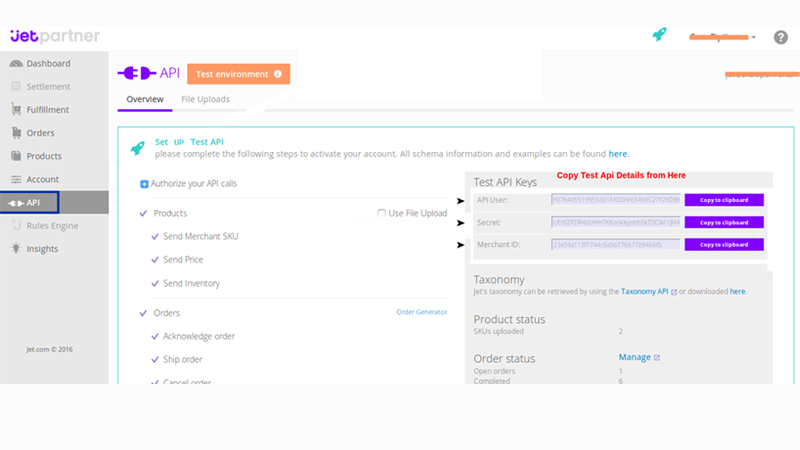 jet partner
Dashboard
Settlement
Fulfillment
Orders
Products
Account
API
Rules Engine
Insights
Jet.com © 2016
API
Test environment
Overview
File Uploads
Set UP Test API
please complete the following steps to activate your account. All schema information and examples can be found here.
Authorize your API calls
Products
Use File Upload
Send Merchant SKU
Send Price
Send Inventory
Orders
Order Generator
Acknowledge order
Ship order
Cancel order
Copy Test Api Details from Here
Test API Keys
API User:
Copy to clipboard
Secret:
Copy to clipboard
Merchant ID:
Copy to clipboard
Taxonomy
Jet's taxonomy can be retrieved by using the Taxonomy API or downloaded here.
Product status
SKUs uploaded 2
Order status Manage
Open orders 1
Completed 6